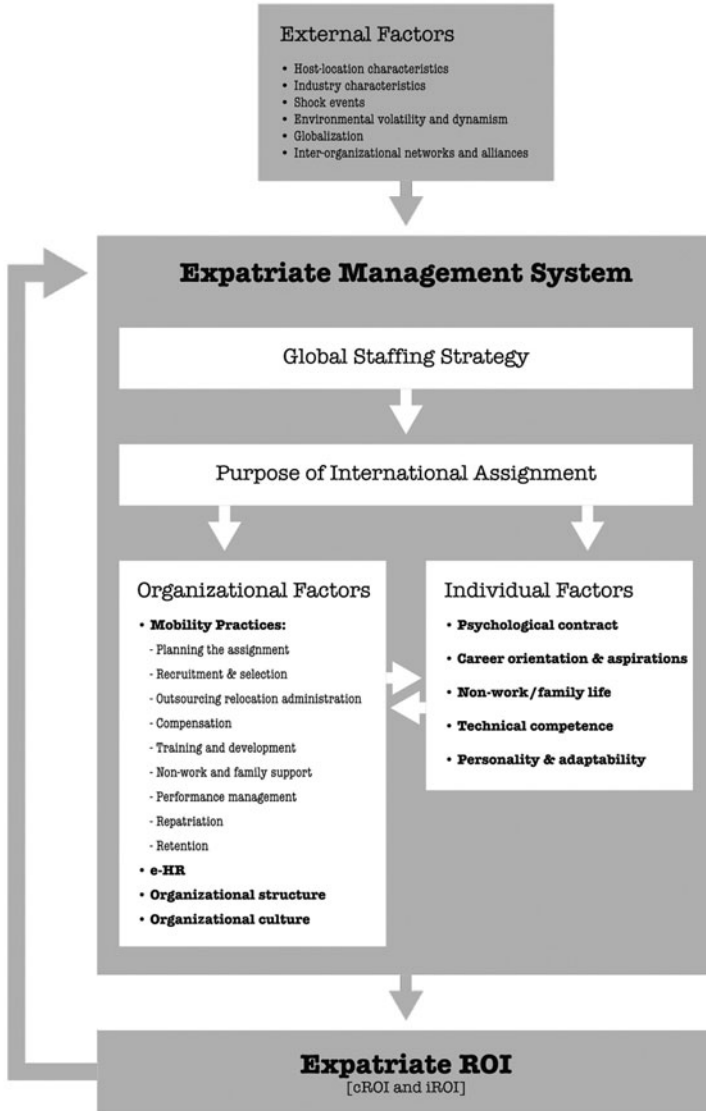 External Factors
• Host-location characteristics
• Industry characteristics
• Shock events
• Environmental volatility and dynamism
• Globalization
• Inter-organizational networks and alliances
Expatriate Management System
Global Staffing Strategy
Purpose of International Assignment
Organizational Factors
• Mobility Practices:
- Planning the assignment
- Recruitment & selection
- Outsourcing relocation administration
- Compensation
- Training and development
- Non-work and family support
- Performance management
- Repatriation
- Retention
• e-HR
• Organizational structure
• Organizational culture
Individual Factors
• Psychological contract
• Career orientation & aspirations
• Non-work/family life
• Technical competence
• Personality & adaptability
Expatriate ROI
[cROI and iROI]